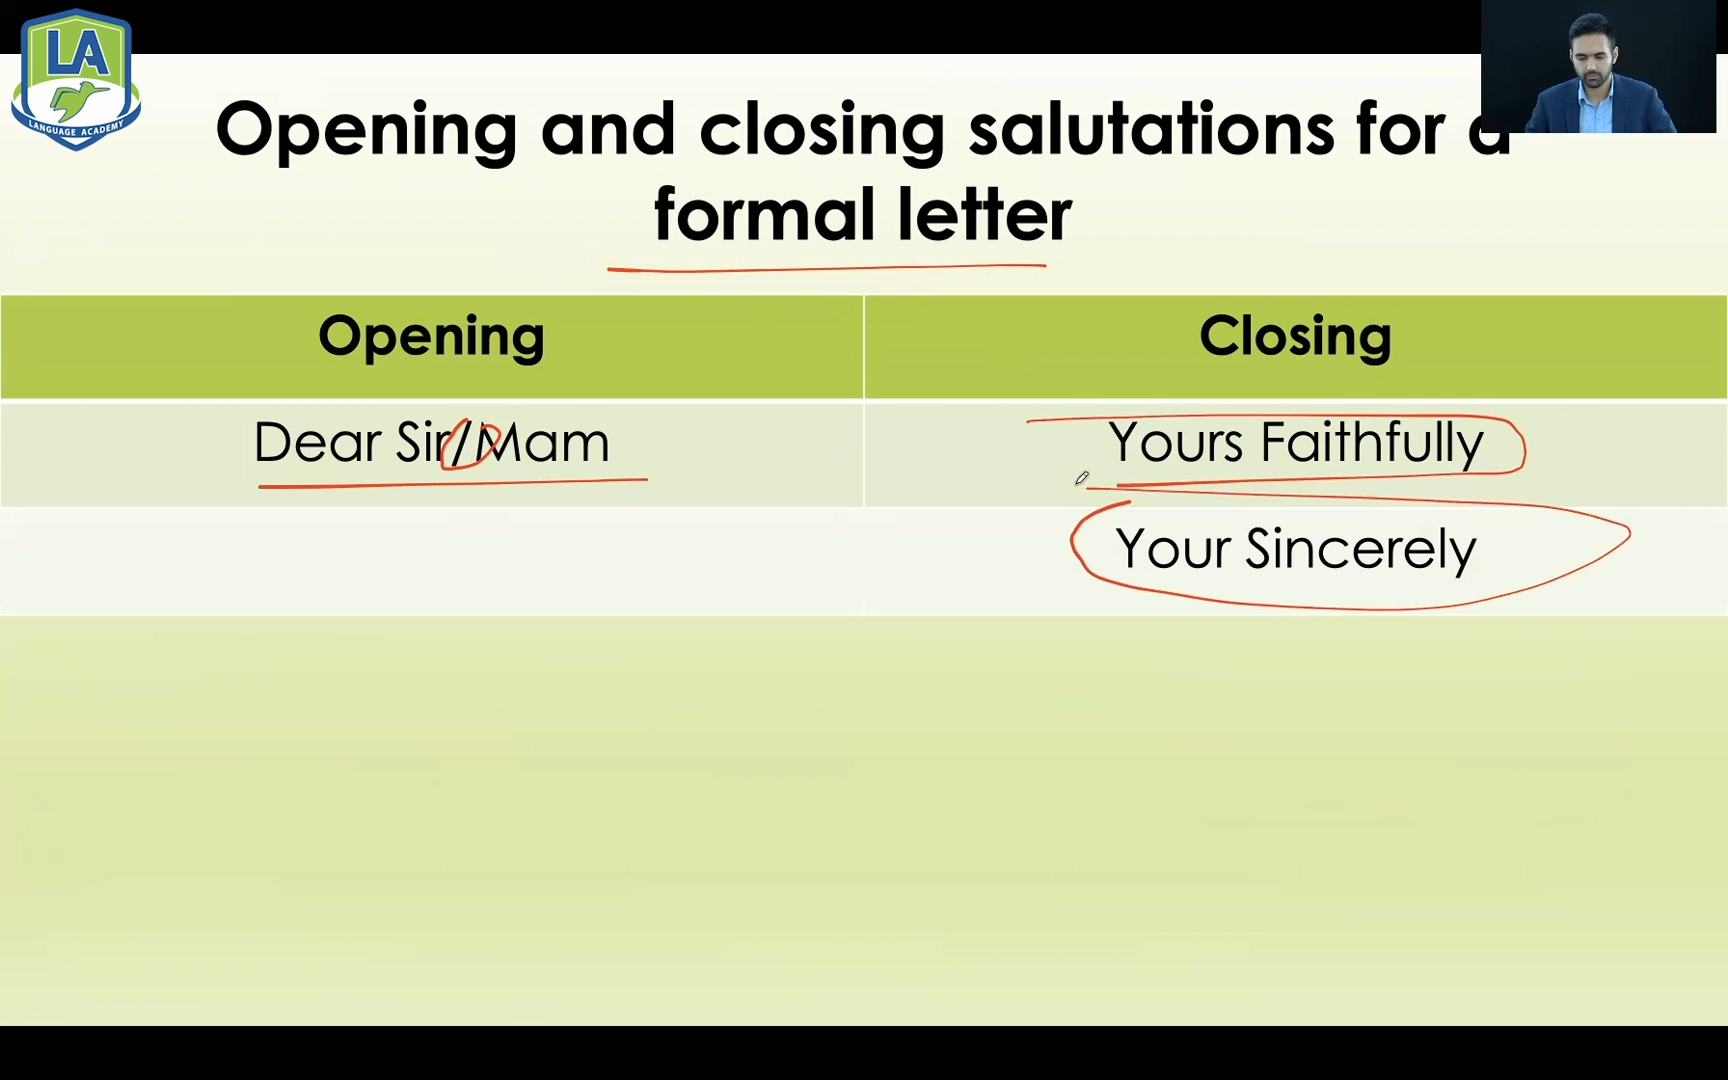 LA
LANGUAGE ACADEMY
Opening and closing salutations for a
formal letter
Opening
Closing
Dear Sir/Mam
Yours Faithfully
Your Sincerely